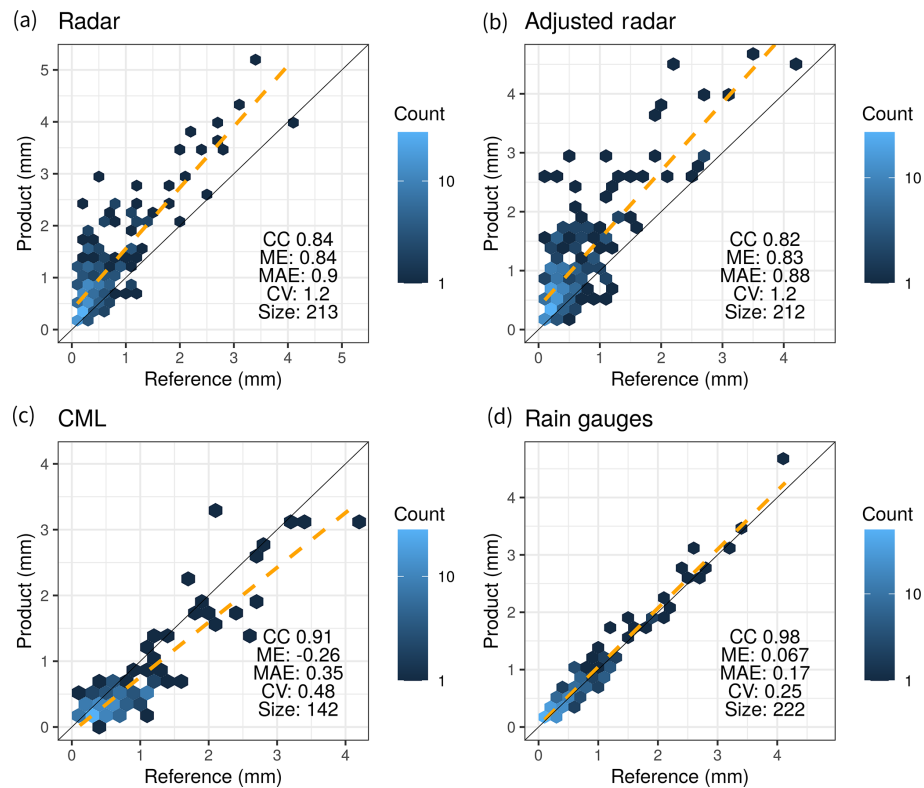 (a) Radar
Product (mm)
5
4
3
2
1
0
CC 0.84
ME: 0.84
MAE: 0.9
CV: 1.2
Size: 213
0 1 2 3 4 5
Reference (mm)
Count
10
1
(b) Adjusted radar
Product (mm)
4
3
2
1
0
CC 0.82
ME: 0.83
MAE: 0.88
CV: 1.2
Size: 212
0 1 2 3 4
Reference (mm)
Count
10
1
(c) CML
Product (mm)
4
3
2
1
0
CC 0.91
ME: -0.26
MAE: 0.35
CV: 0.48
Size: 142
0 1 2 3 4
Reference (mm)
Count
10
1
(d) Rain gauges
Product (mm)
4
3
2
1
0
CC 0.98
ME: 0.067
MAE: 0.17
CV: 0.25
Size: 222
0 1 2 3 4
Reference (mm)
Count
10
1